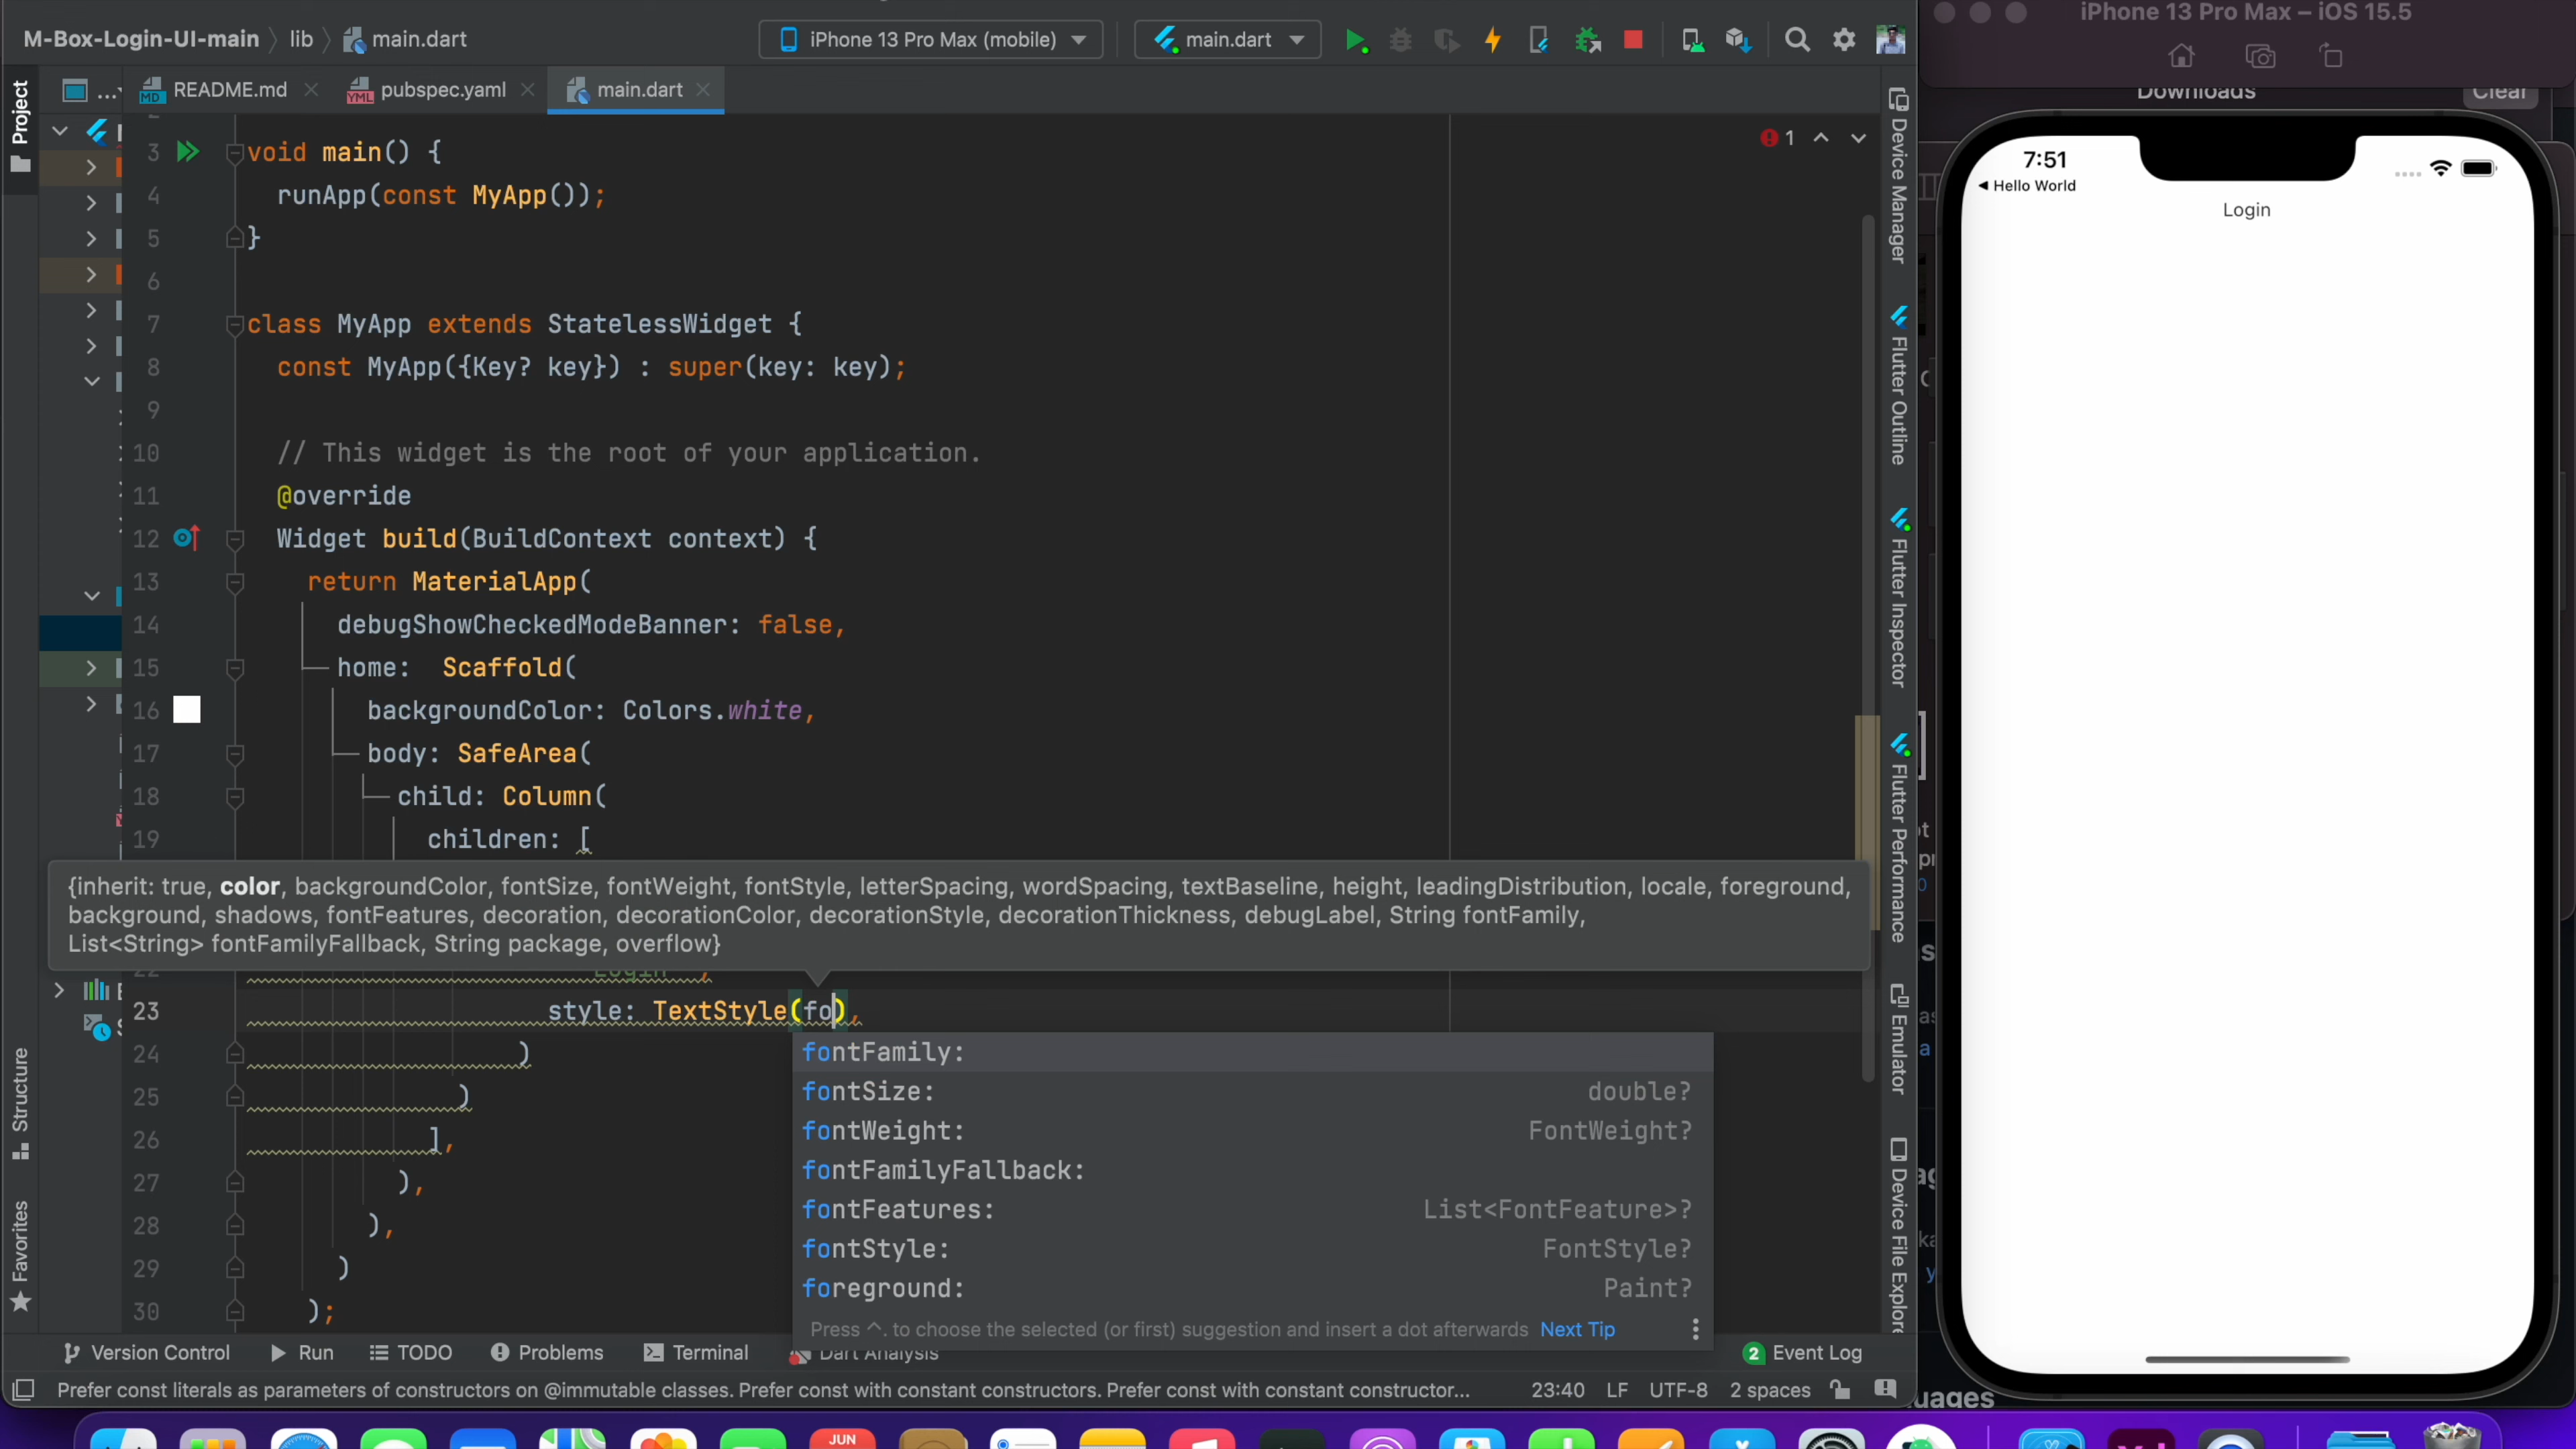 M-Box-Login-UI-main
lib
main.dart
iPhone 13 Pro Max (mobile)
main.dart
iPhone 13 Pro Max – iOS 15.5
README.md
pubspec.yaml
main.dart
Downloads
Clear
Project
Structure
Favorites
3 void main() {
4 runApp(const MyApp());
5 }
6
7 class MyApp extends StatelessWidget {
8 const MyApp({Key? key}) : super(key: key);
9
10 // This widget is the root of your application.
11 @override
12 Widget build(BuildContext context) {
13 return MaterialApp(
14 debugShowCheckedModeBanner: false,
15 home: Scaffold(
16 backgroundColor: Colors.white,
17 body: SafeArea(
18 child: Column(
19 children: [
{inherit: true, color, backgroundColor, fontSize, fontWeight, fontStyle, letterSpacing, wordSpacing, textBaseline, height, leadingDistribution, locale, foreground,
background, shadows, fontFeatures, decoration, decorationColor, decorationStyle, decorationThickness, debugLabel, String fontFamily,
List<String> fontFamilyFallback, String package, overflow}
23 style: TextStyle(fo),
24 )
25 )
26 ],
27 ),
28 ),
29 )
30 );
fontFamily:
fontSize: double?
fontWeight: FontWeight?
fontFamilyFallback:
fontFeatures: List<FontFeature>?
fontStyle: FontStyle?
foreground: Paint?
Press ^. to choose the selected (or first) suggestion and insert a dot afterwards Next Tip
1
Device Manager
Flutter Outline
Flutter Inspector
Flutter Performance
Emulator
Device File Explore
Version Control
Run
TODO
Problems
Terminal
Dart Analysis
2 Event Log
Prefer const literals as parameters of constructors on @immutable classes. Prefer const with constant constructors. Prefer const with constant constructor...
23:40 LF UTF-8 2 spaces
7:51
Hello World
Login
JUN